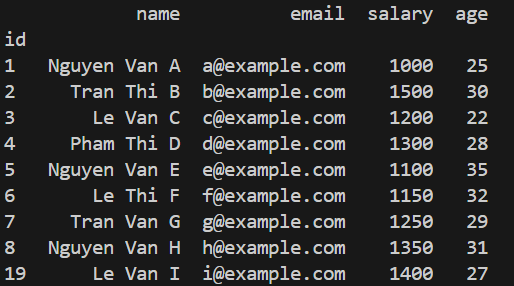 name email salary age
id
1 Nguyen Van A a@example.com 1000 25
2 Tran Thi B b@example.com 1500 30
3 Le Van C c@example.com 1200 22
4 Pham Thi D d@example.com 1300 28
5 Nguyen Van E e@example.com 1100 35
6 Le Thi F f@example.com 1150 32
7 Tran Van G g@example.com 1250 29
8 Nguyen Van H h@example.com 1350 31
19 Le Van I i@example.com 1400 27